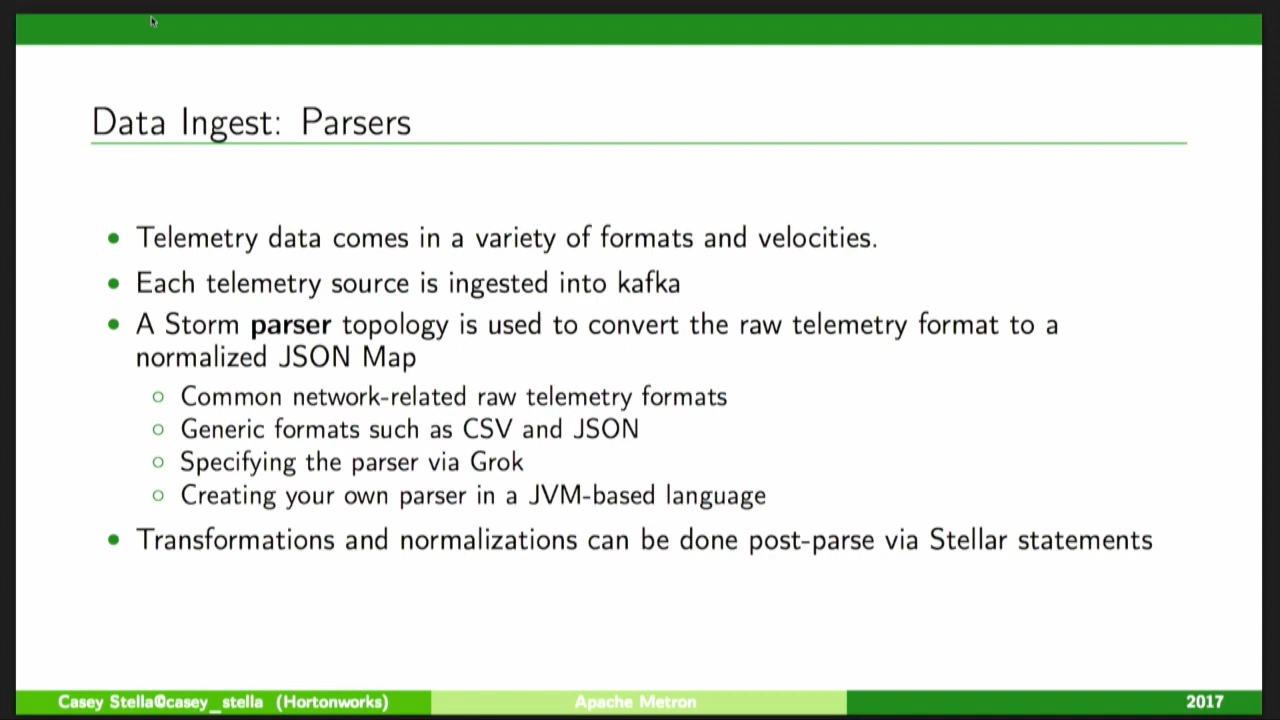 Data Ingest: Parsers
Telemetry data comes in a variety of formats and velocities.
Each telemetry source is ingested into kafka
A Storm parser topology is used to convert the raw telemetry format to a
normalized JSON Map
Common network-related raw telemetry formats
Generic formats such as CSV and JSON
Specifying the parser via Grok
Creating your own parser in a JVM-based language
Transformations and normalizations can be done post-parse via Stellar statements
Casey Stella@casey_stella (Hortonworks)
Apache Metron
2017